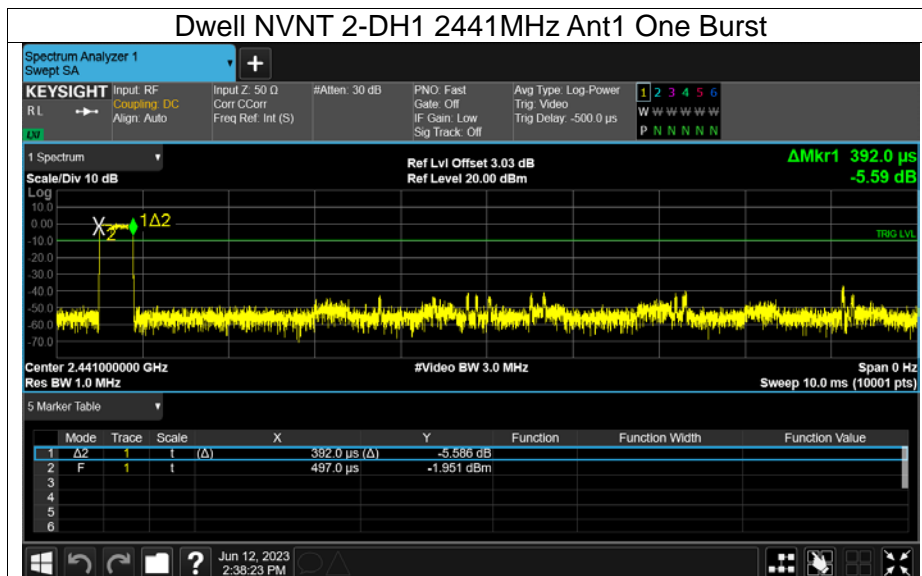 Dwell NVNT 2-DH1 2441MHz Ant1 One Burst
Spectrum Analyzer 1
Swept SA
+
KEYSIGHT Input: RF Input Z: 50 Ω #Atten: 30 dB PNO: Fast Avg Type: Log-Power 1 2 3 4 5 6
RL Coupling: DC Corr CCorr Gate: Off Trig: Video W W W W W W
Align: Auto Freq Ref: Int (S) IF Gain: Low Trig Delay: -500.0 µs
LXI Sig Track: Off P N N N N N
1 Spectrum Ref Lvl Offset 3.03 dB ΔMkr1 392.0 µs
Scale/Div 10 dB Ref Level 20.00 dBm -5.59 dB
Log
10.0
0.00 X 2 1Δ2
-10.0 TRIG LVL
-20.0
-30.0
-40.0
-50.0
-60.0
-70.0
Center 2.441000000 GHz #Video BW 3.0 MHz Span 0 Hz
Res BW 1.0 MHz Sweep 10.0 ms (10001 pts)
5 Marker Table
Mode Trace Scale X Y Function Function Width Function Value
1 Δ2 1 t (Δ) 392.0 µs (Δ) -5.586 dB
2 F 1 t 497.0 µs -1.951 dBm
3
4
5
6
? Jun 12, 2023
2:38:23 PM